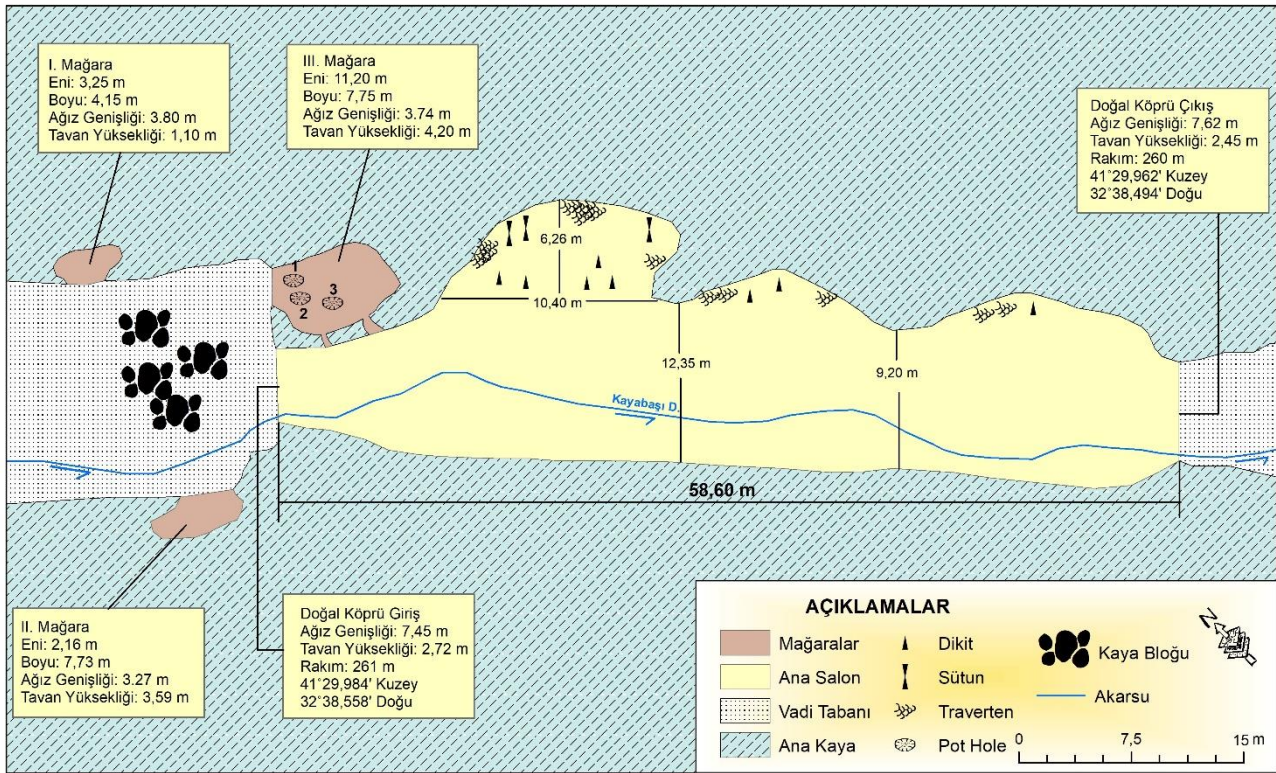 I. Mağara
Eni: 3,25 m
Boyu: 4,15 m
Ağız Genişliği: 3.80 m
Tavan Yüksekliği: 1,10 m
III. Mağara
Eni: 11,20 m
Boyu: 7,75 m
Ağız Genişliği: 3.74 m
Tavan Yüksekliği: 4,20 m
Doğal Köprü Çıkış
Ağız Genişliği: 7,62 m
Tavan Yüksekliği: 2,45 m
Rakım: 260 m
41°29,962' Kuzey
32°38,494' Doğu
6,26 m
1
3
2
10,40 m
12,35 m
9,20 m
Kayabaşı D.
58,60 m
II. Mağara
Eni: 2,16 m
Boyu: 7,73 m
Ağız Genişliği: 3.27 m
Tavan Yüksekliği: 3,59 m
Doğal Köprü Giriş
Ağız Genişliği: 7,45 m
Tavan Yüksekliği: 2,72 m
Rakım: 261 m
41°29,984' Kuzey
32°38,558' Doğu
AÇIKLAMALAR
Mağaralar
Ana Salon
Vadi Tabanı
Ana Kaya
Dikit
Sütun
Traverten
Pot Hole
Kaya Bloğu
Akarsu
N
0 7,5 15 m